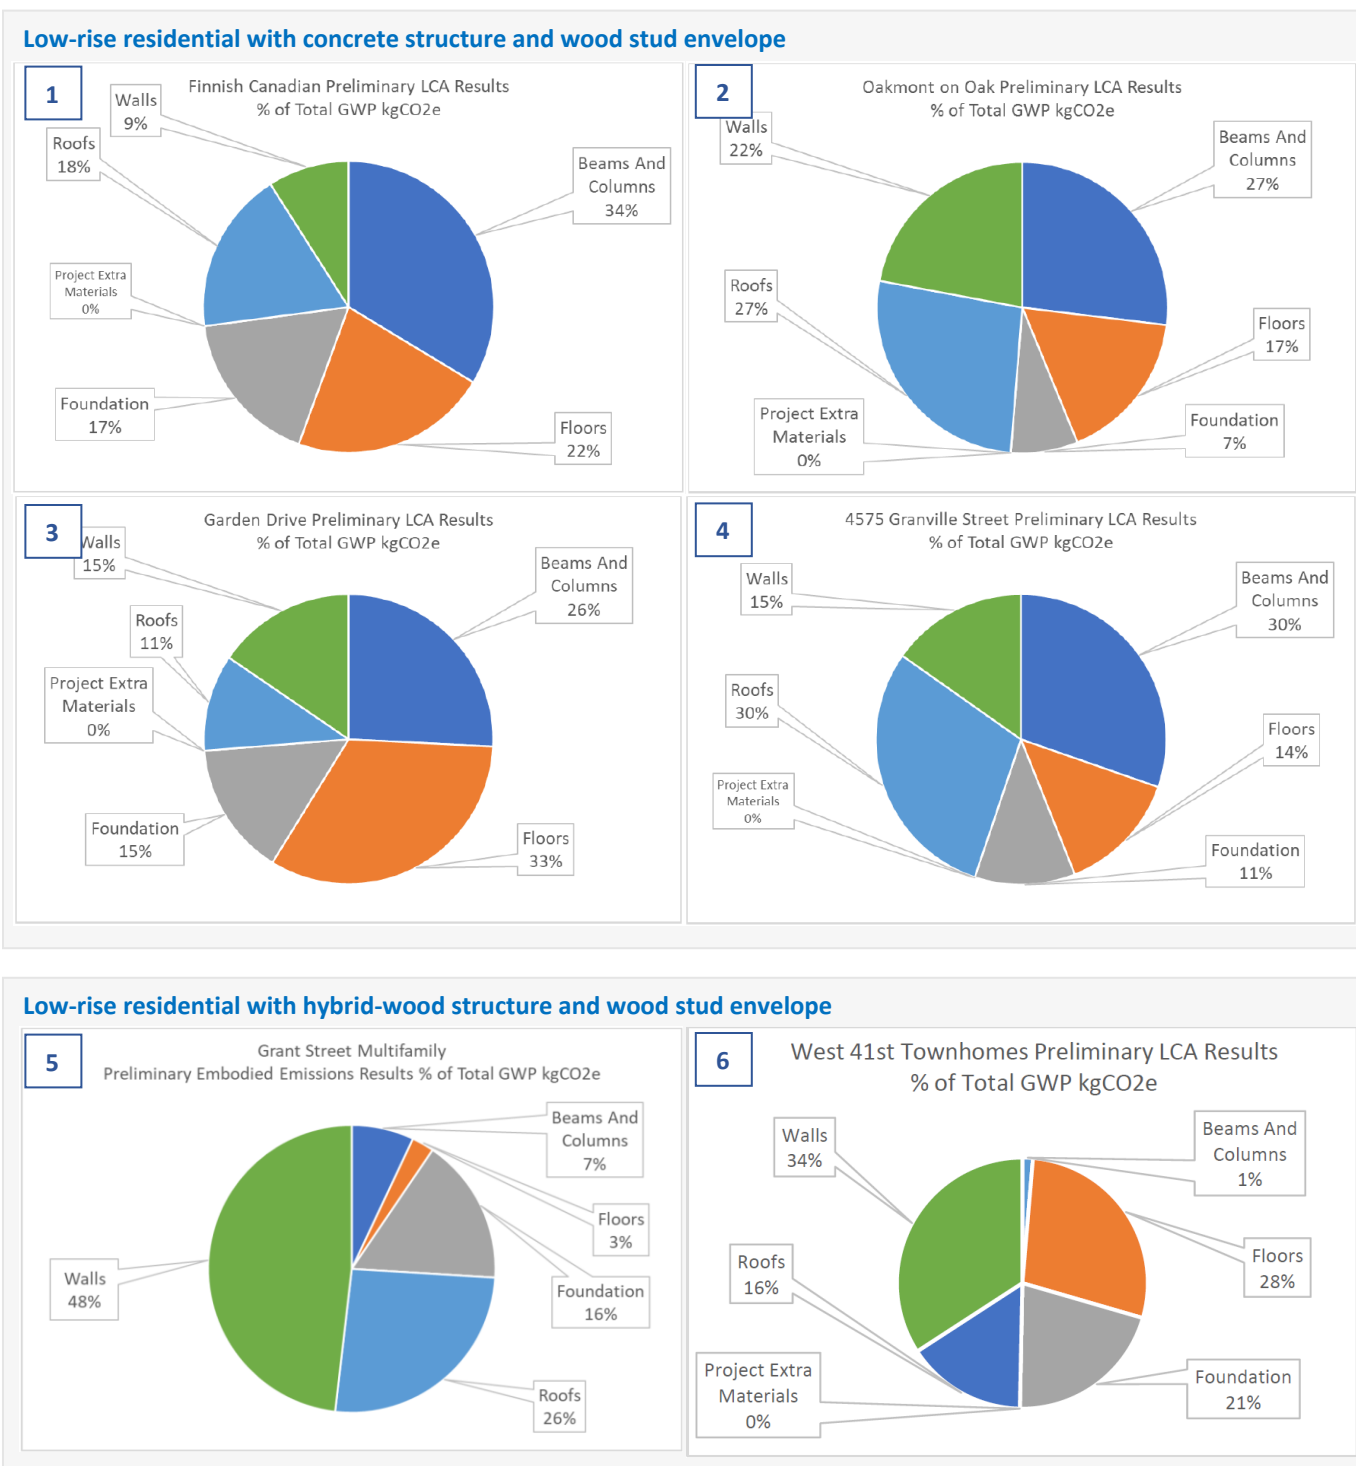 Low-rise residential with concrete structure and wood stud envelope
1
Finnish Canadian Preliminary LCA Results
% of Total GWP kgCO2e
Walls
9%
Roofs
18%
Beams And
Columns
34%
Project Extra
Materials
0%
Foundation
17%
Floors
22%
2
Oakmont on Oak Preliminary LCA Results
% of Total GWP kgCO2e
Walls
22%
Beams And
Columns
27%
Roofs
27%
Floors
17%
Project Extra
Materials
0%
Foundation
7%
3
Garden Drive Preliminary LCA Results
% of Total GWP kgCO2e
Walls
15%
Beams And
Columns
26%
Roofs
11%
Project Extra
Materials
0%
Foundation
15%
Floors
33%
4
4575 Granville Street Preliminary LCA Results
% of Total GWP kgCO2e
Walls
15%
Beams And
Columns
30%
Roofs
30%
Floors
14%
Project Extra
Materials
0%
Foundation
11%
Low-rise residential with hybrid-wood structure and wood stud envelope
5
Grant Street Multifamily
Preliminary Embodied Emissions Results % of Total GWP kgCO2e
Beams And
Columns
7%
Floors
3%
Walls
48%
Foundation
16%
Roofs
26%
6
West 41st Townhomes Preliminary LCA Results
% of Total GWP kgCO2e
Walls
34%
Beams And
Columns
1%
Roofs
16%
Floors
28%
Project Extra
Materials
0%
Foundation
21%